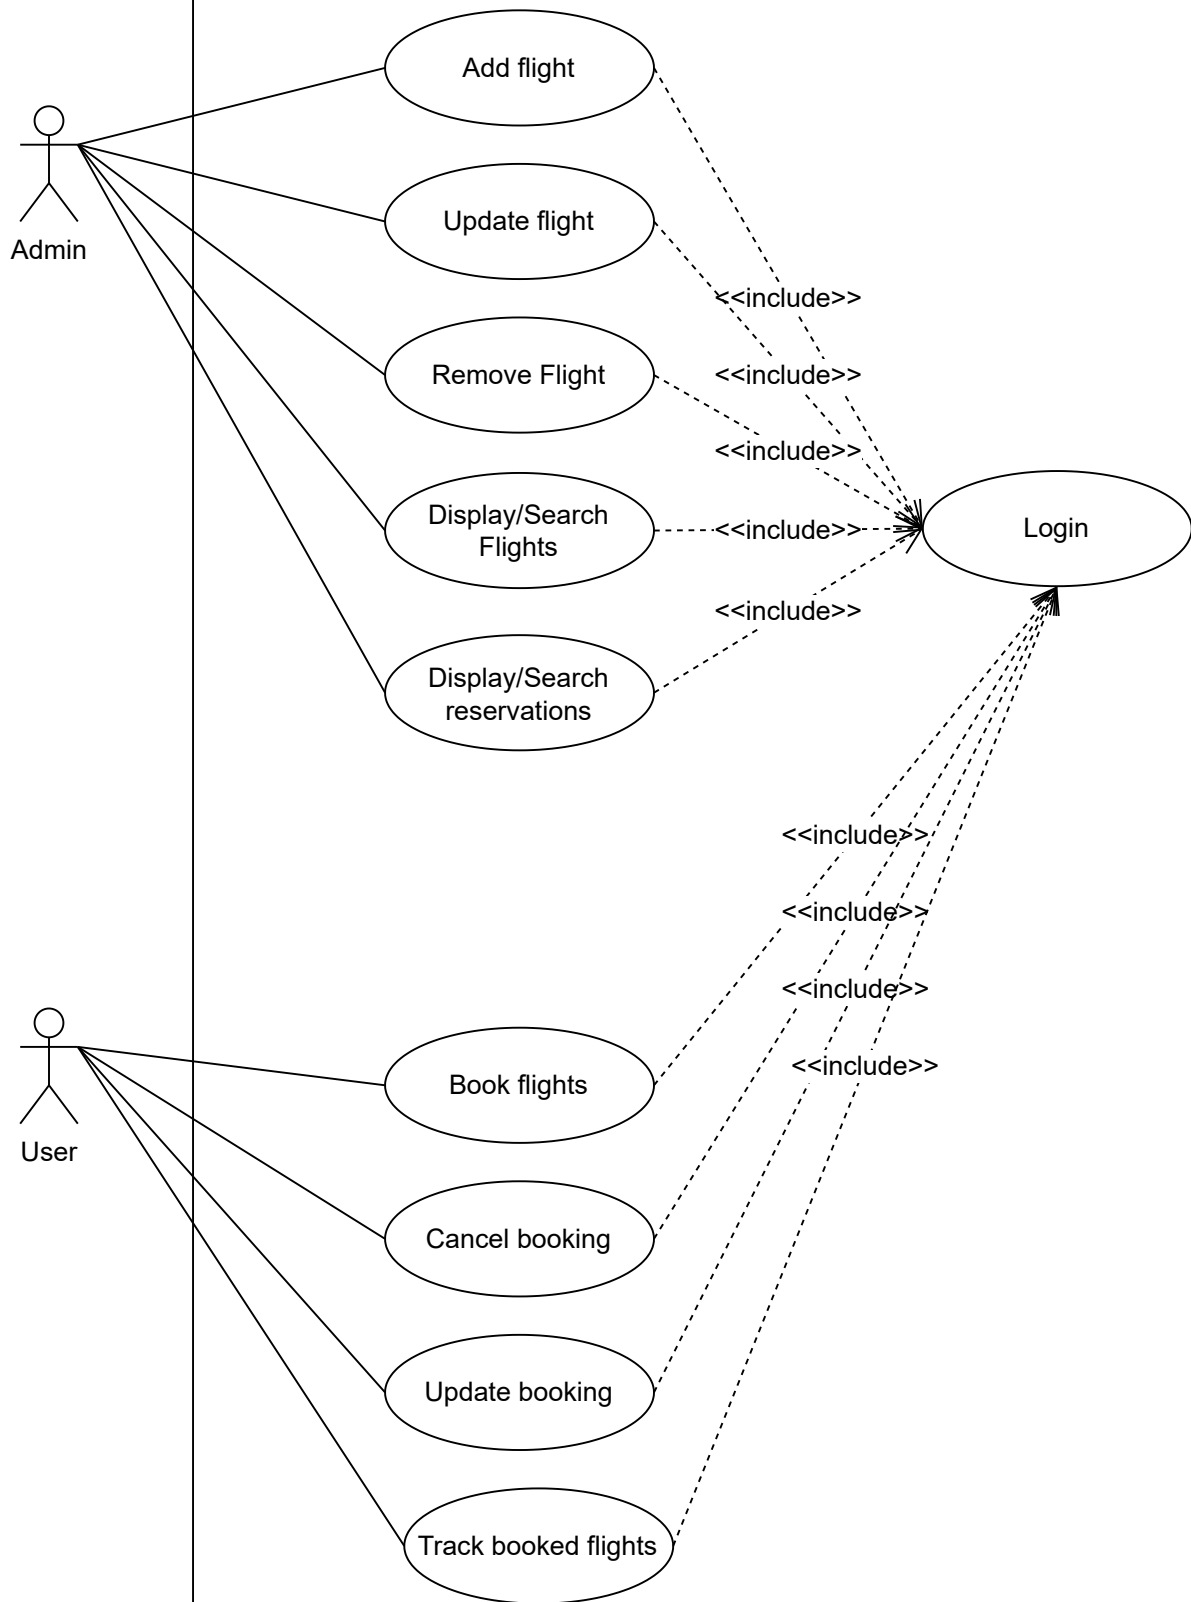 Add flight
Admin
Update flight
<<include>>
Remove Flight
<<include>>
<<include>>
Display/Search
Flights
<<include>>
Login
<<include>>
Display/Search
reservations
<<include>>
<<include>>
<<include>>
<<include>>
Book flights
User
Cancel booking
Update booking
Track booked flights